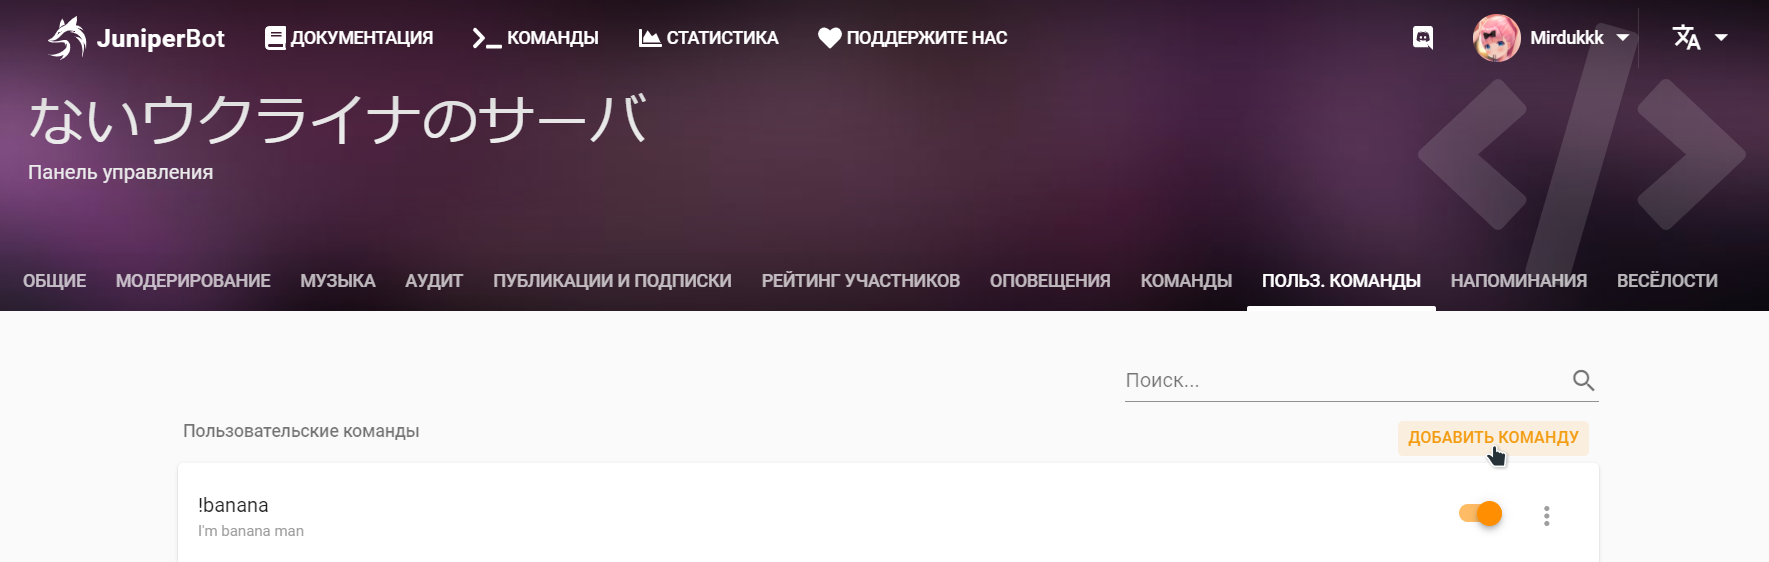 JuniperBot ДОКУМЕНТАЦИЯ КОМАНДЫ СТАТИСТИКА ПОДДЕРЖИТЕ НАС Mirdukkk
ないウクライナのサーバ
Панель управления
ОБЩИЕ МОДЕРИРОВАНИЕ МУЗЫКА АУДИТ ПУБЛИКАЦИИ И ПОДПИСКИ РЕЙТИНГ УЧАСТНИКОВ ОПОВЕЩЕНИЯ КОМАНДЫ ПОЛЬЗ. КОМАНДЫ НАПОМИНАНИЯ ВЕСЁЛОСТИ
Поиск...
Пользовательские команды ДОБАВИТЬ КОМАНДУ
!banana
I'm banana man